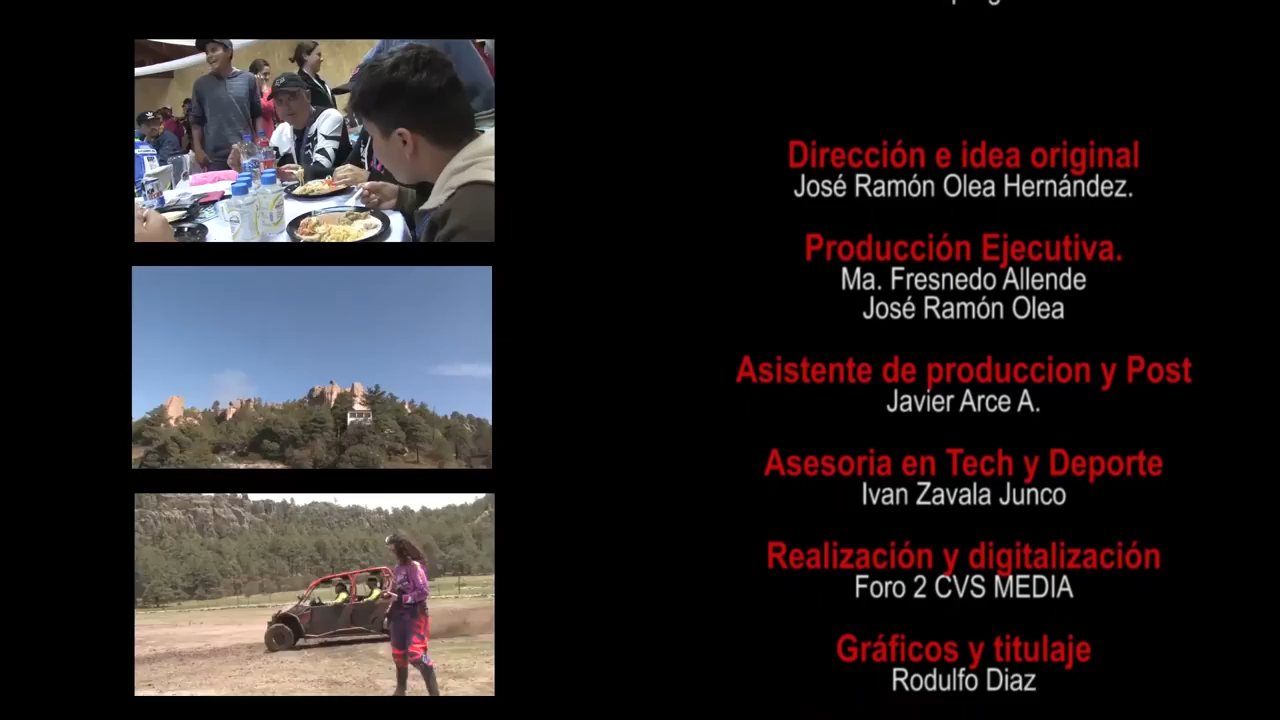 Dirección e idea original
José Ramón Olea Hernández.
Producción Ejecutiva.
Ma. Fresnedo Allende
José Ramón Olea
Asistente de produccion y Post
Javier Arce A.
Asesoria en Tech y Deporte
Ivan Zavala Junco
Realización y digitalización
Foro 2 CVS MEDIA
Gráficos y titulaje
Rodulfo Diaz